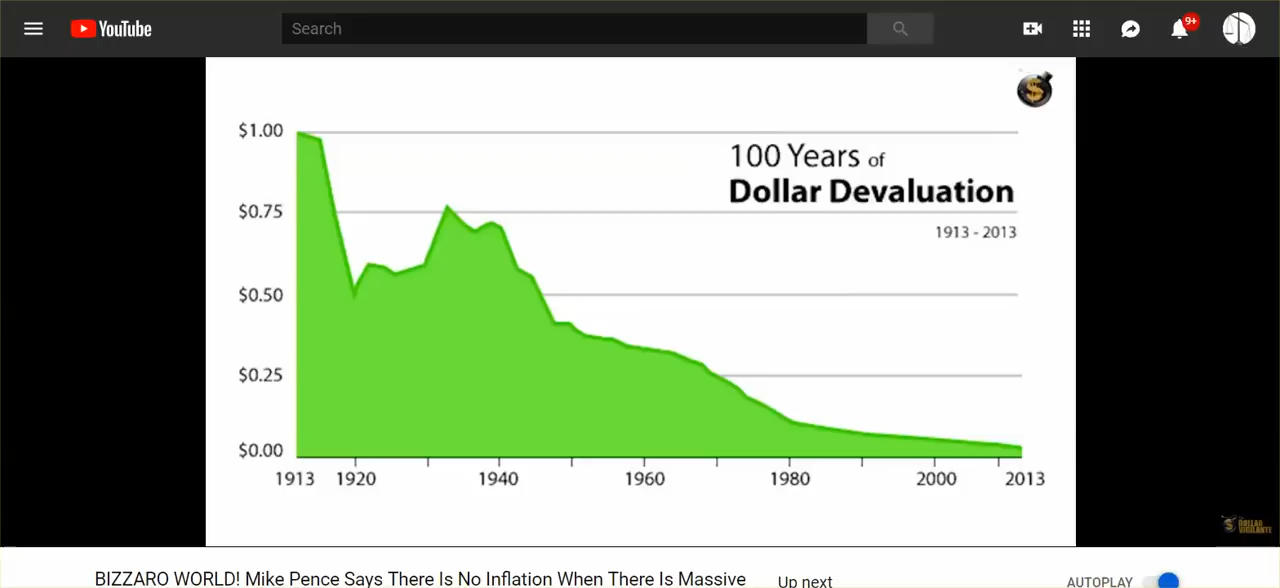 YouTube
Search
9+
$1.00
100 Years of
Dollar Devaluation
$0.75
1913 - 2013
$0.50
$0.25
$0.00
1913 1920 1940 1960 1980 2000 2013
DOLLAR
VIGILANTE
BIZZARO WORLD! Mike Pence Says There Is No Inflation When There Is Massive
Up next
AUTOPLAY